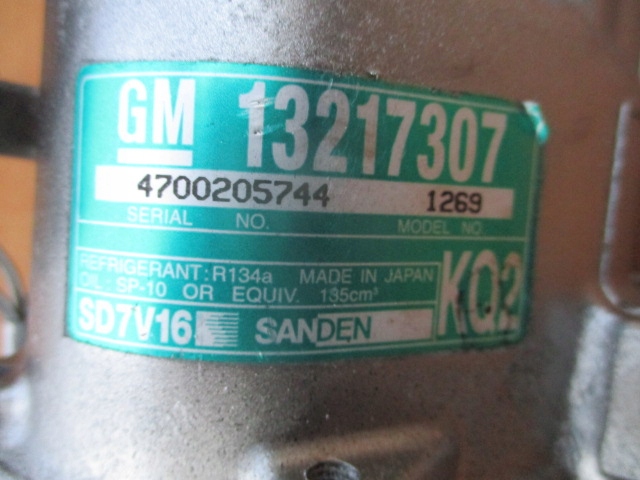 GM 13217307
4700205744 1269
SERIAL NO. MODEL NO.
REFRIGERANT: R134a MADE IN JAPAN
OIL SP-10 OR EQUIV. 135cm³
KQ2
SD7V16 SANDEN